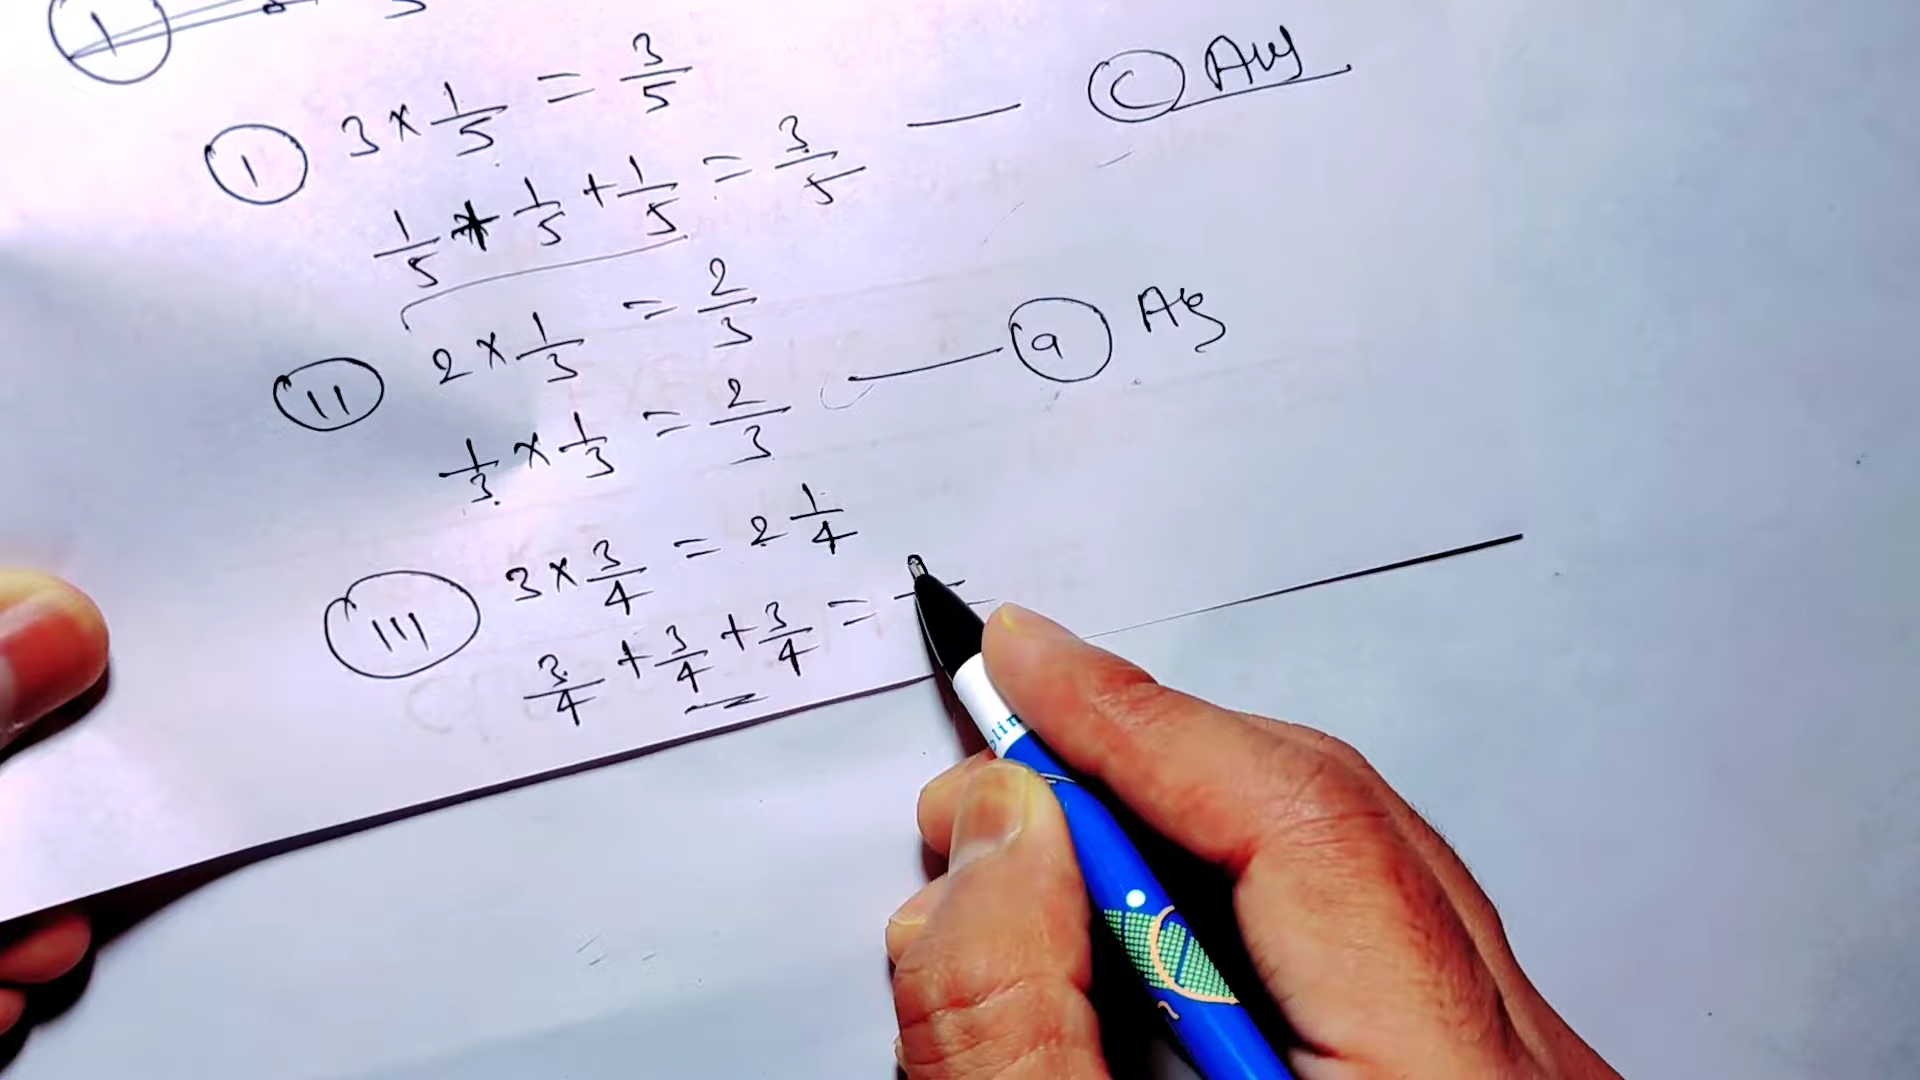 1
① 3 × 1/5 = 3/5
1/5 + 1/5 + 1/5 = 3/5 — ⓒ Ans
(ii) 2 × 1/3 = 2/3
1/3 × 1/3 = 2/3 — ⓐ Ans
(iii) 3 × 3/4 = 2 1/4
3/4 + 3/4 + 3/4 =